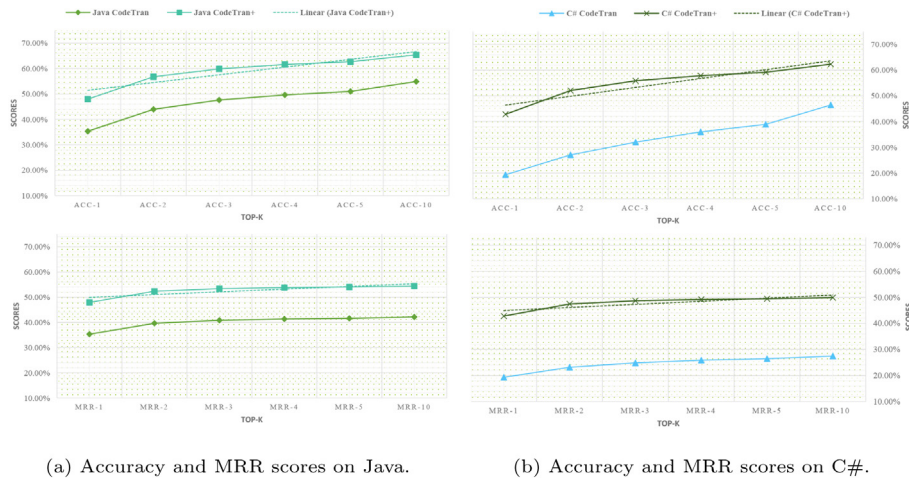 Java CodeTran Java CodeTran+ Linear (Java CodeTran+)
70.00%
60.00%
50.00%
40.00%
30.00%
20.00%
10.00%
SCORES
ACC-1 ACC-2 ACC-3 ACC-4 ACC-5 ACC-10
TOP-K
70.00%
60.00%
50.00%
40.00%
30.00%
20.00%
10.00%
SCORES
MRR-1 MRR-2 MRR-3 MRR-4 MRR-5 MRR-10
TOP-K
C# CodeTran C# CodeTran+ Linear (C# CodeTran+)
70.00%
60.00%
50.00%
40.00%
30.00%
20.00%
10.00%
SCORES
ACC-1 ACC-2 ACC-3 ACC-4 ACC-5 ACC-10
TOP-K
70.00%
60.00%
50.00%
40.00%
30.00%
20.00%
10.00%
SCORES
MRR-1 MRR-2 MRR-3 MRR-4 MRR-5 MRR-10
TOP-K
(a) Accuracy and MRR scores on Java.
(b) Accuracy and MRR scores on C#.